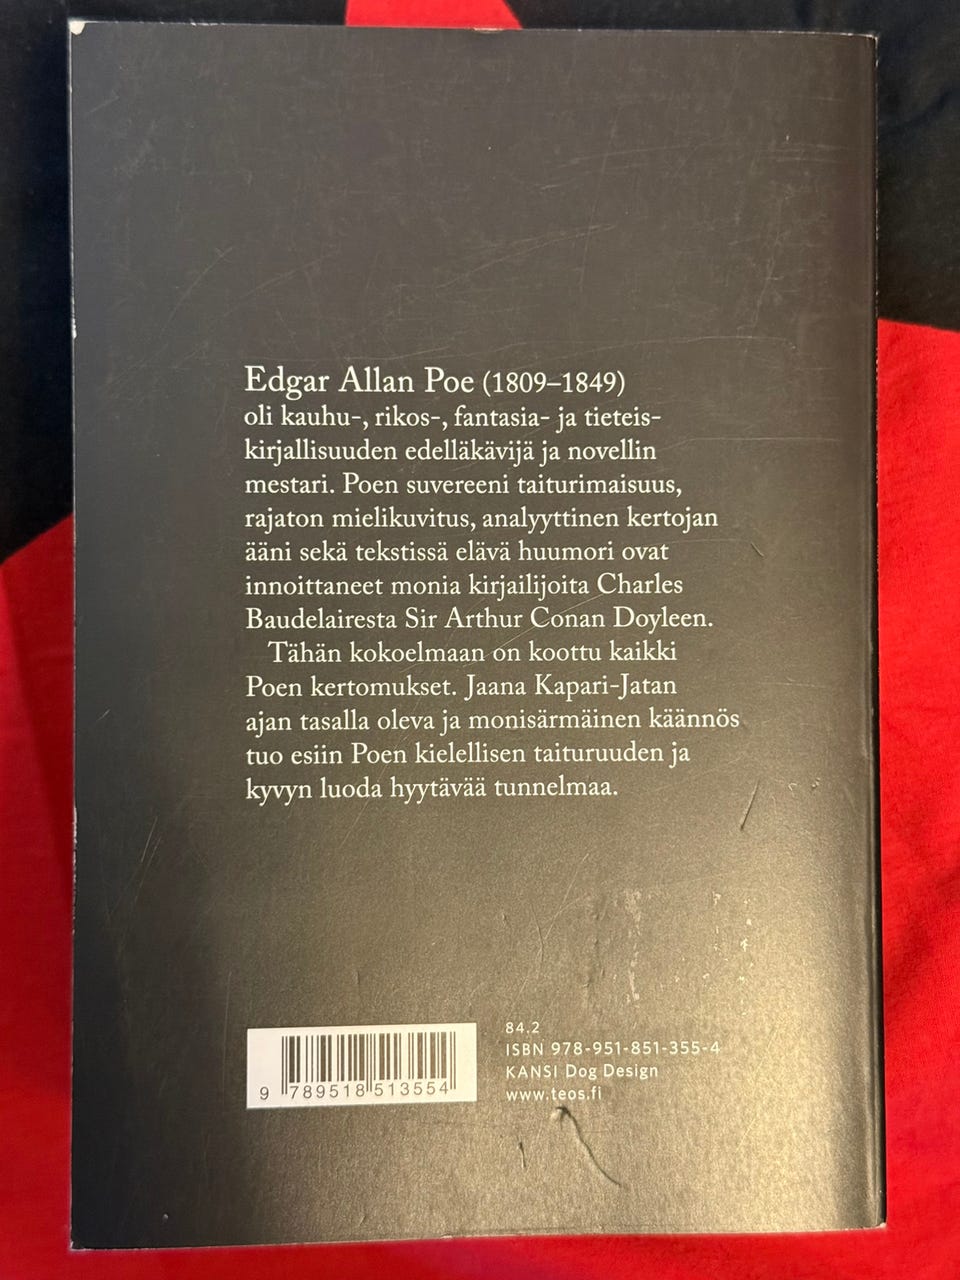 Edgar Allan Poe (1809–1849)
oli kauhu-, rikos-, fantasia- ja tieteis-
kirjallisuuden edelläkävijä ja novellin
mestari. Poen suvereeni taiturimaisuus,
rajaton mielikuvitus, analyyttinen kertojan
ääni sekä tekstissä elävä huumori ovat
innoittaneet monia kirjailijoita Charles
Baudelairesta Sir Arthur Conan Doyleen.
Tähän kokoelmaan on koottu kaikki
Poen kertomukset. Jaana Kapari-Jatan
ajan tasalla oleva ja monisärmäinen käännös
tuo esiin Poen kielellisen taituruuden ja
kyvyn luoda hyytävää tunnelmaa.
84.2
ISBN 978-951-851-355-4
KANSI Dog Design
www.teos.fi
9 789518 513554